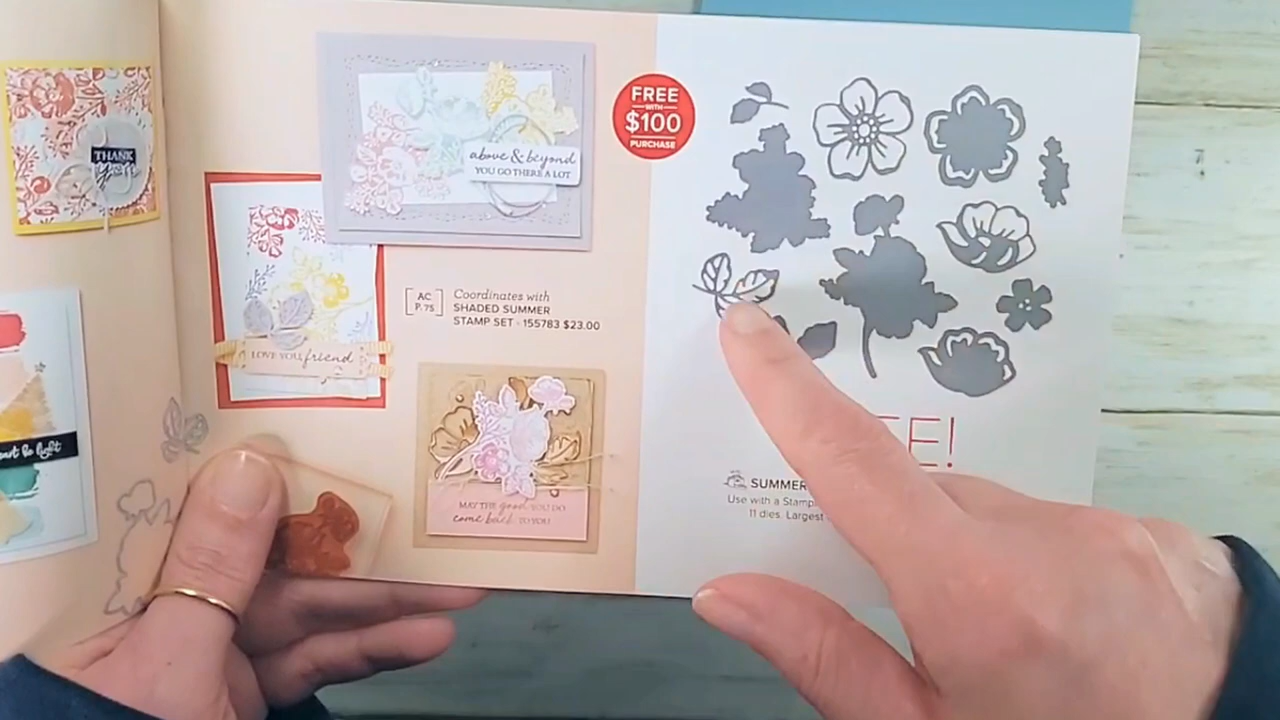 THANK
you
above & beyond
YOU GO THERE A LOT
LOVE YOU friend
AC
P. 75
Coordinates with
SHADED SUMMER
STAMP SET · 155783 $23.00
MAY THE good YOU DO
come back TO YOU
FREE
WITH
$100
PURCHASE
EE!
SUMMER
Use with a Stamp
11 dies. Largest